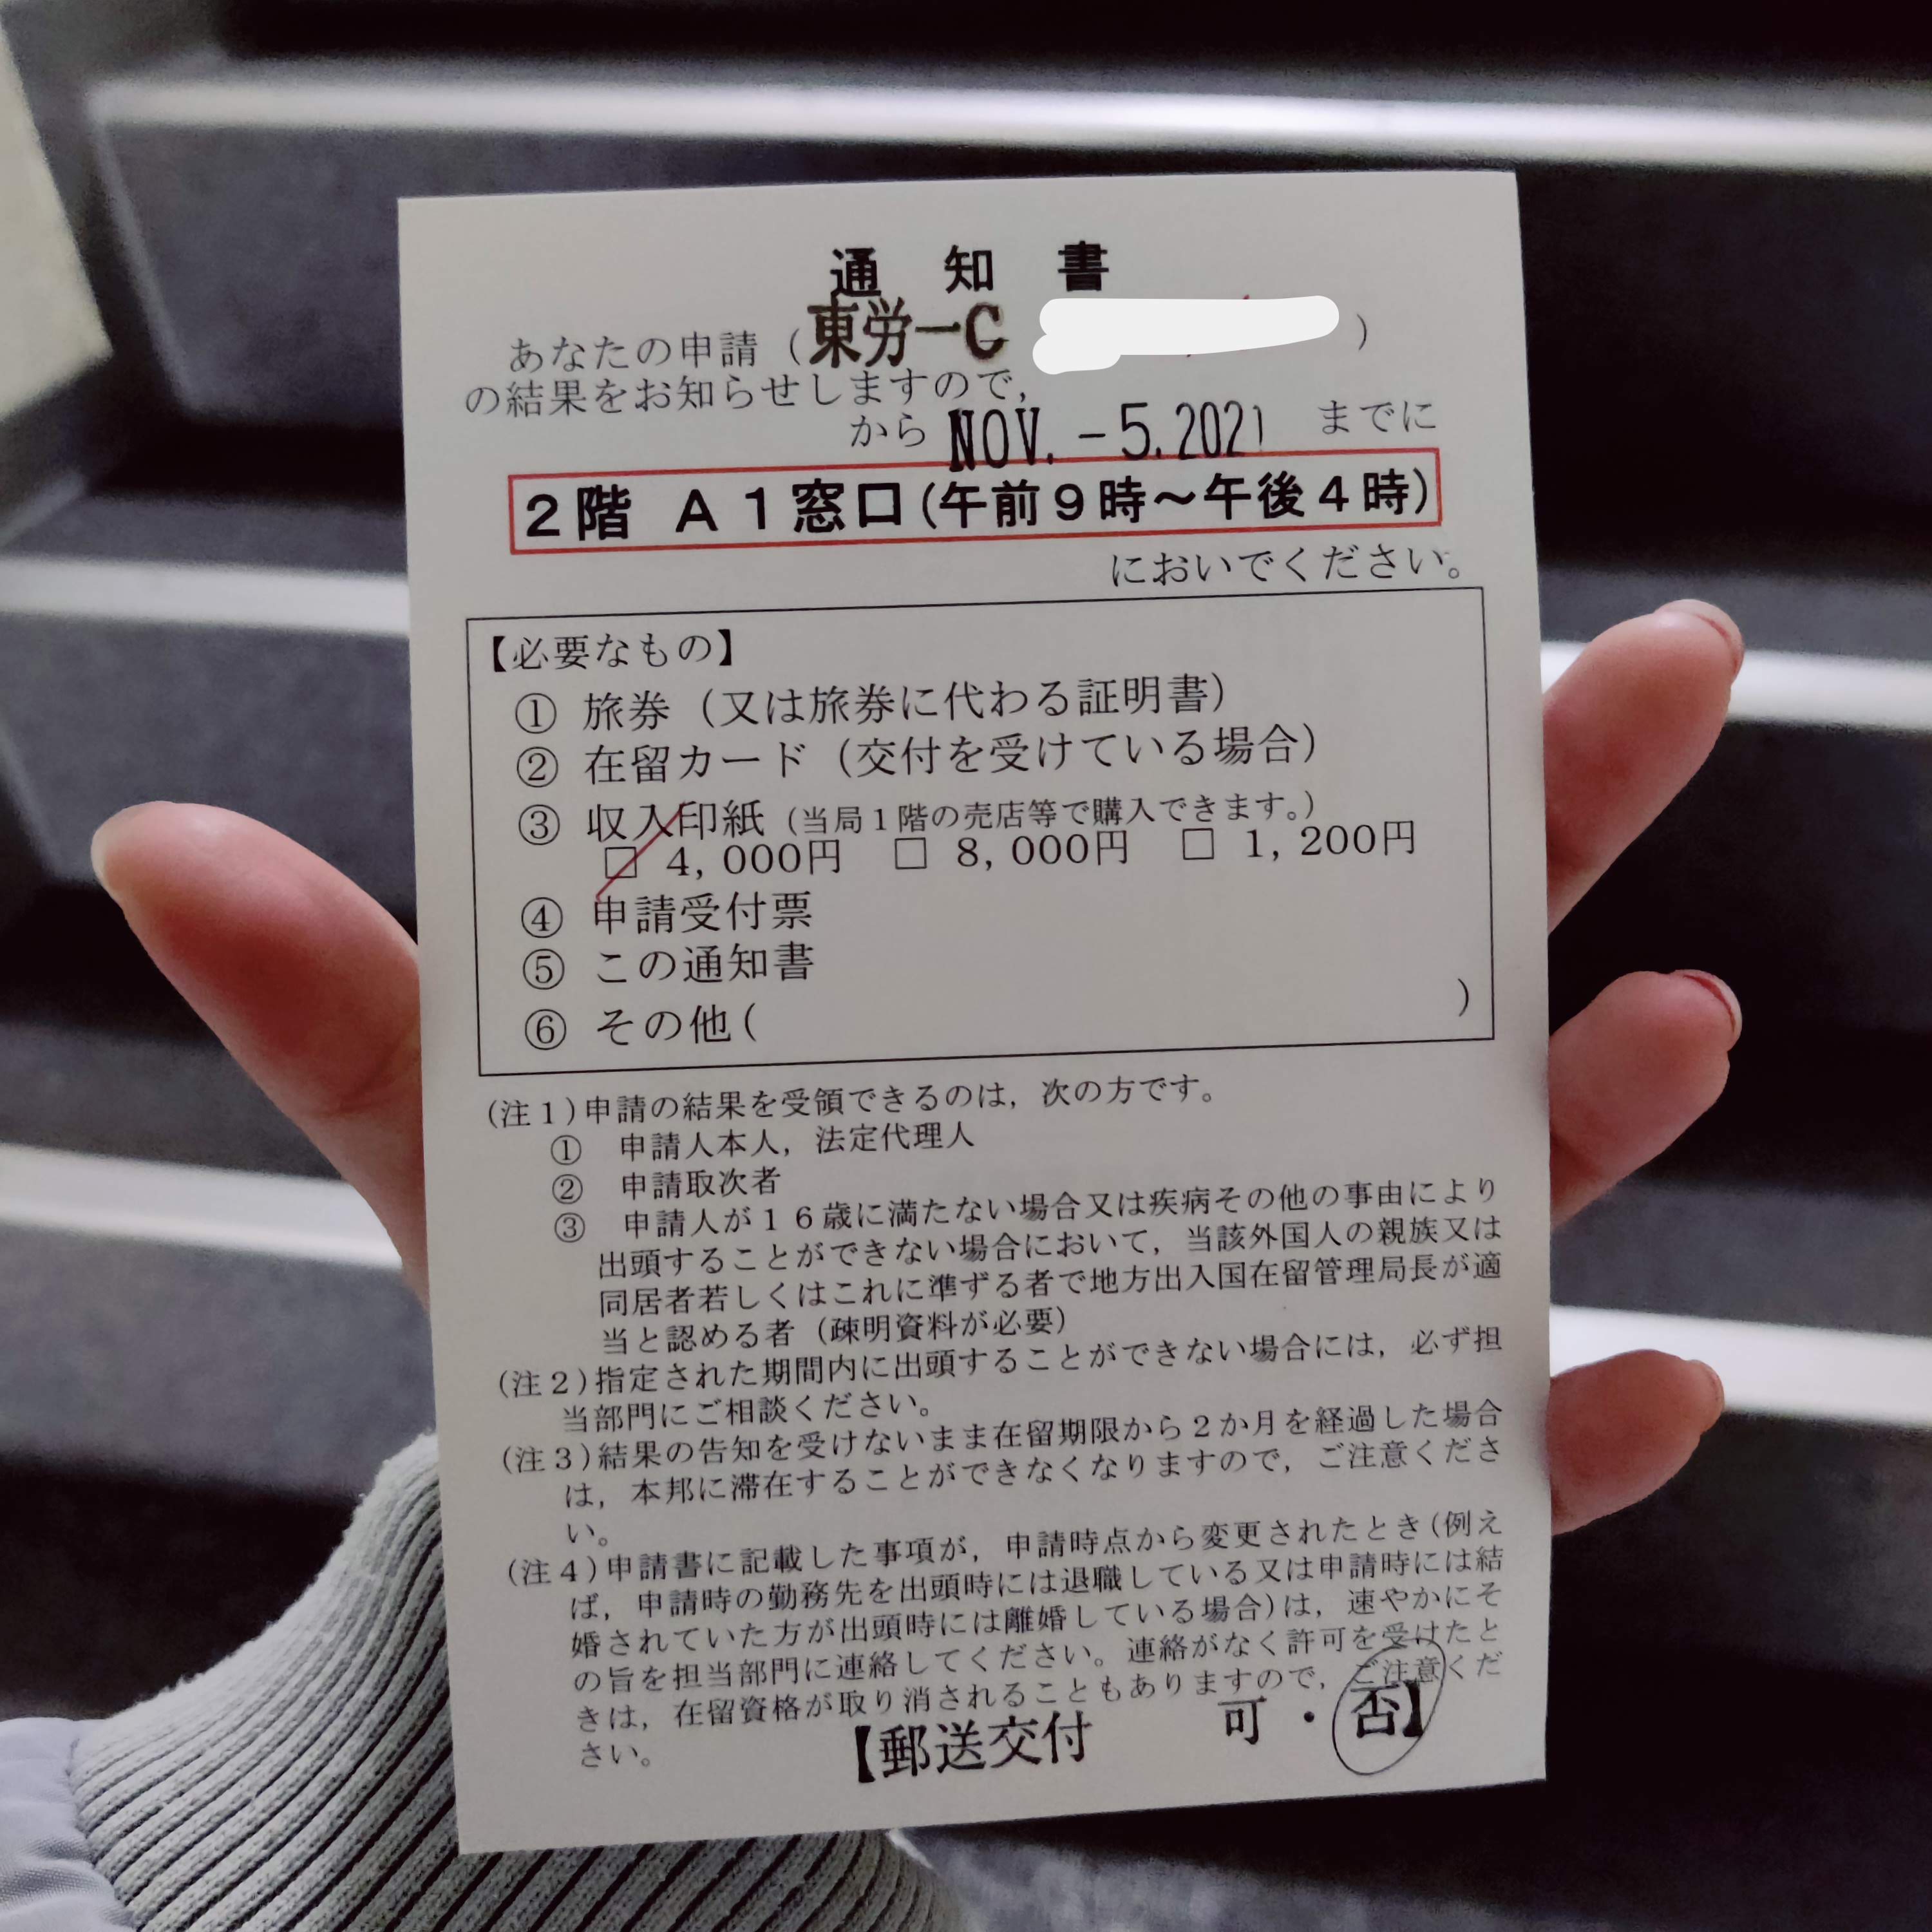 通知書
あなたの申請（東労一C ）
の結果をお知らせしますので，
から NOV. -5.2021 までに
２階 Ａ１窓口(午前９時～午後４時)
においでください。
【必要なもの】
① 旅券（又は旅券に代わる証明書）
② 在留カード（交付を受けている場合）
③ 収入印紙（当局１階の売店等で購入できます。）
□ 4,000円 □ 8,000円 □ 1,200円
④ 申請受付票
⑤ この通知書
⑥ その他( )
(注１)申請の結果を受領できるのは，次の方です。
① 申請人本人，法定代理人
② 申請取次者
③ 申請人が１６歳に満たない場合又は疾病その他の事由により
出頭することができない場合において，当該外国人の親族又は
同居者若しくはこれに準ずる者で地方出入国在留管理局長が適
当と認める者（疎明資料が必要）
(注２)指定された期間内に出頭することができない場合には，必ず担
当部門にご相談ください。
(注３)結果の告知を受けないまま在留期限から２か月を経過した場合
は，本邦に滞在することができなくなりますので，ご注意くださ
い。
(注４)申請書に記載した事項が，申請時点から変更されたとき(例え
ば，申請時の勤務先を出頭時には退職している又は申請時には結
婚されていた方が出頭時には離婚している場合)は，速やかにそ
の旨を担当部門に連絡してください。連絡がなく許可を受けたと
きは，在留資格が取り消されることもありますので，ご注意くだ
さい。
【郵送交付 可・否】